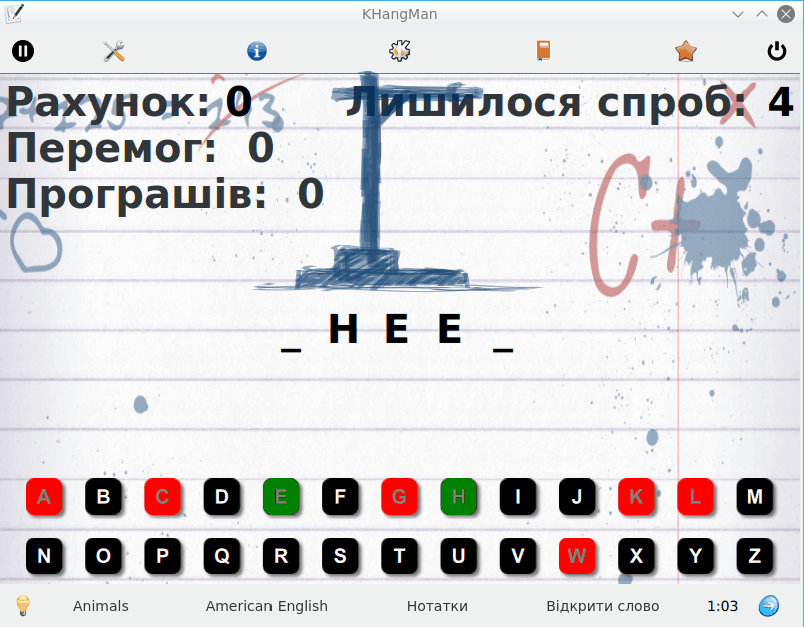 KHangMan
Рахунок: 0 Лишилося спроб: 4
Перемог: 0
Програшів: 0
C+
_ H E E _
A B C D E F G H I J K L M
N O P Q R S T U V W X Y Z
Animals American English Нотатки Відкрити слово 1:03